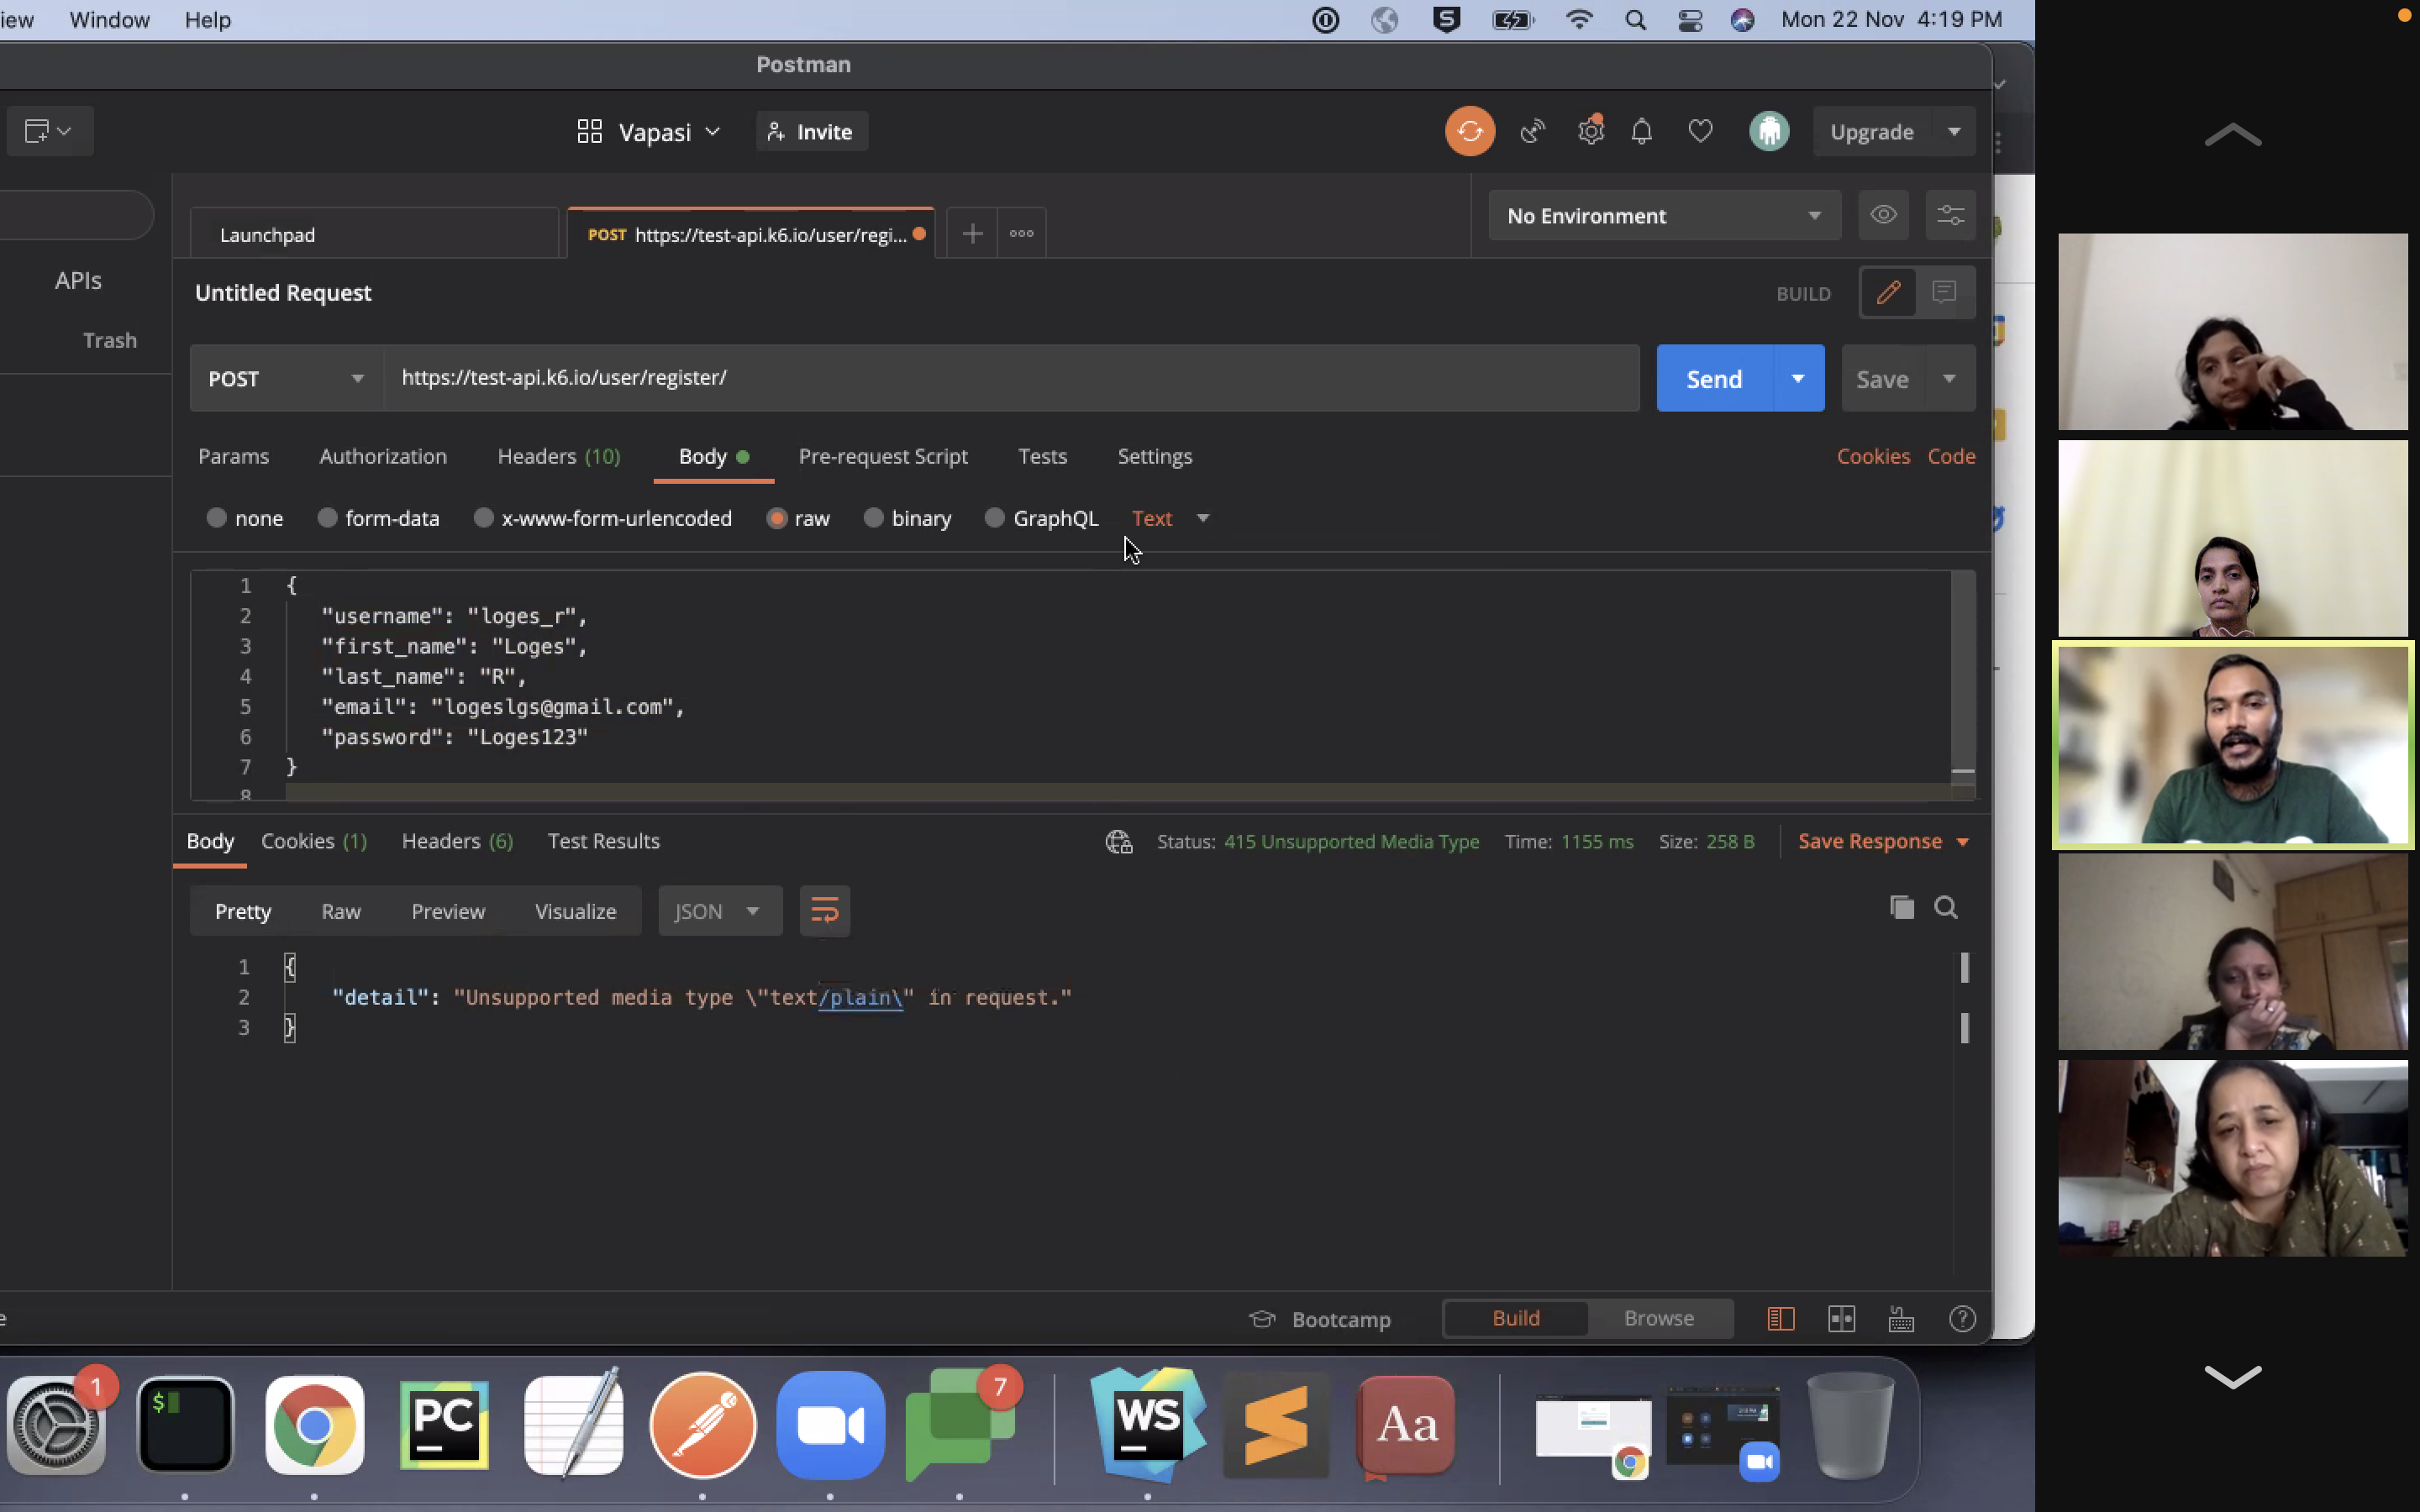 iew Window Help Mon 22 Nov 4:19 PM
Postman
Vapasi Invite Upgrade
Launchpad POST https://test-api.k6.io/user/regi... No Environment
APIs
Untitled Request BUILD
Trash
POST https://test-api.k6.io/user/register/ Send Save
Params Authorization Headers (10) Body Pre-request Script Tests Settings Cookies Code
none form-data x-www-form-urlencoded raw binary GraphQL Text
1 {
2 "username": "loges_r",
3 "first_name": "Loges",
4 "last_name": "R",
5 "email": "logeslgs@gmail.com",
6 "password": "Loges123"
7 }
8
Body Cookies (1) Headers (6) Test Results Status: 415 Unsupported Media Type Time: 1155 ms Size: 258 B Save Response
Pretty Raw Preview Visualize JSON
1 {
2 "detail": "Unsupported media type \"text/plain\" in request."
3 }
e Bootcamp Build Browse
1 $ PC 7 WS Aa